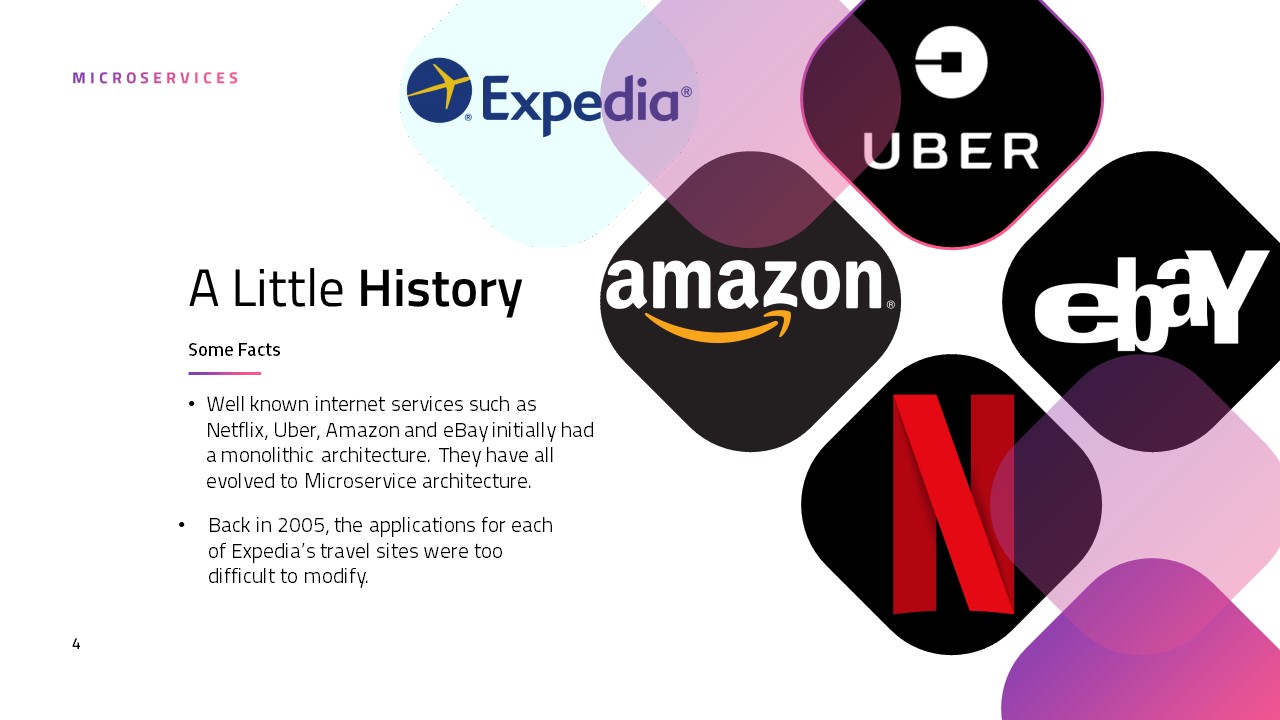 MICROSERVICES
Expedia®
®
UBER
amazon®
ebaY
N
A Little History
Some Facts
• Well known internet services such as
Netflix, Uber, Amazon and eBay initially had
a monolithic architecture. They have all
evolved to Microservice architecture.
• Back in 2005, the applications for each
of Expedia’s travel sites were too
difficult to modify.
4